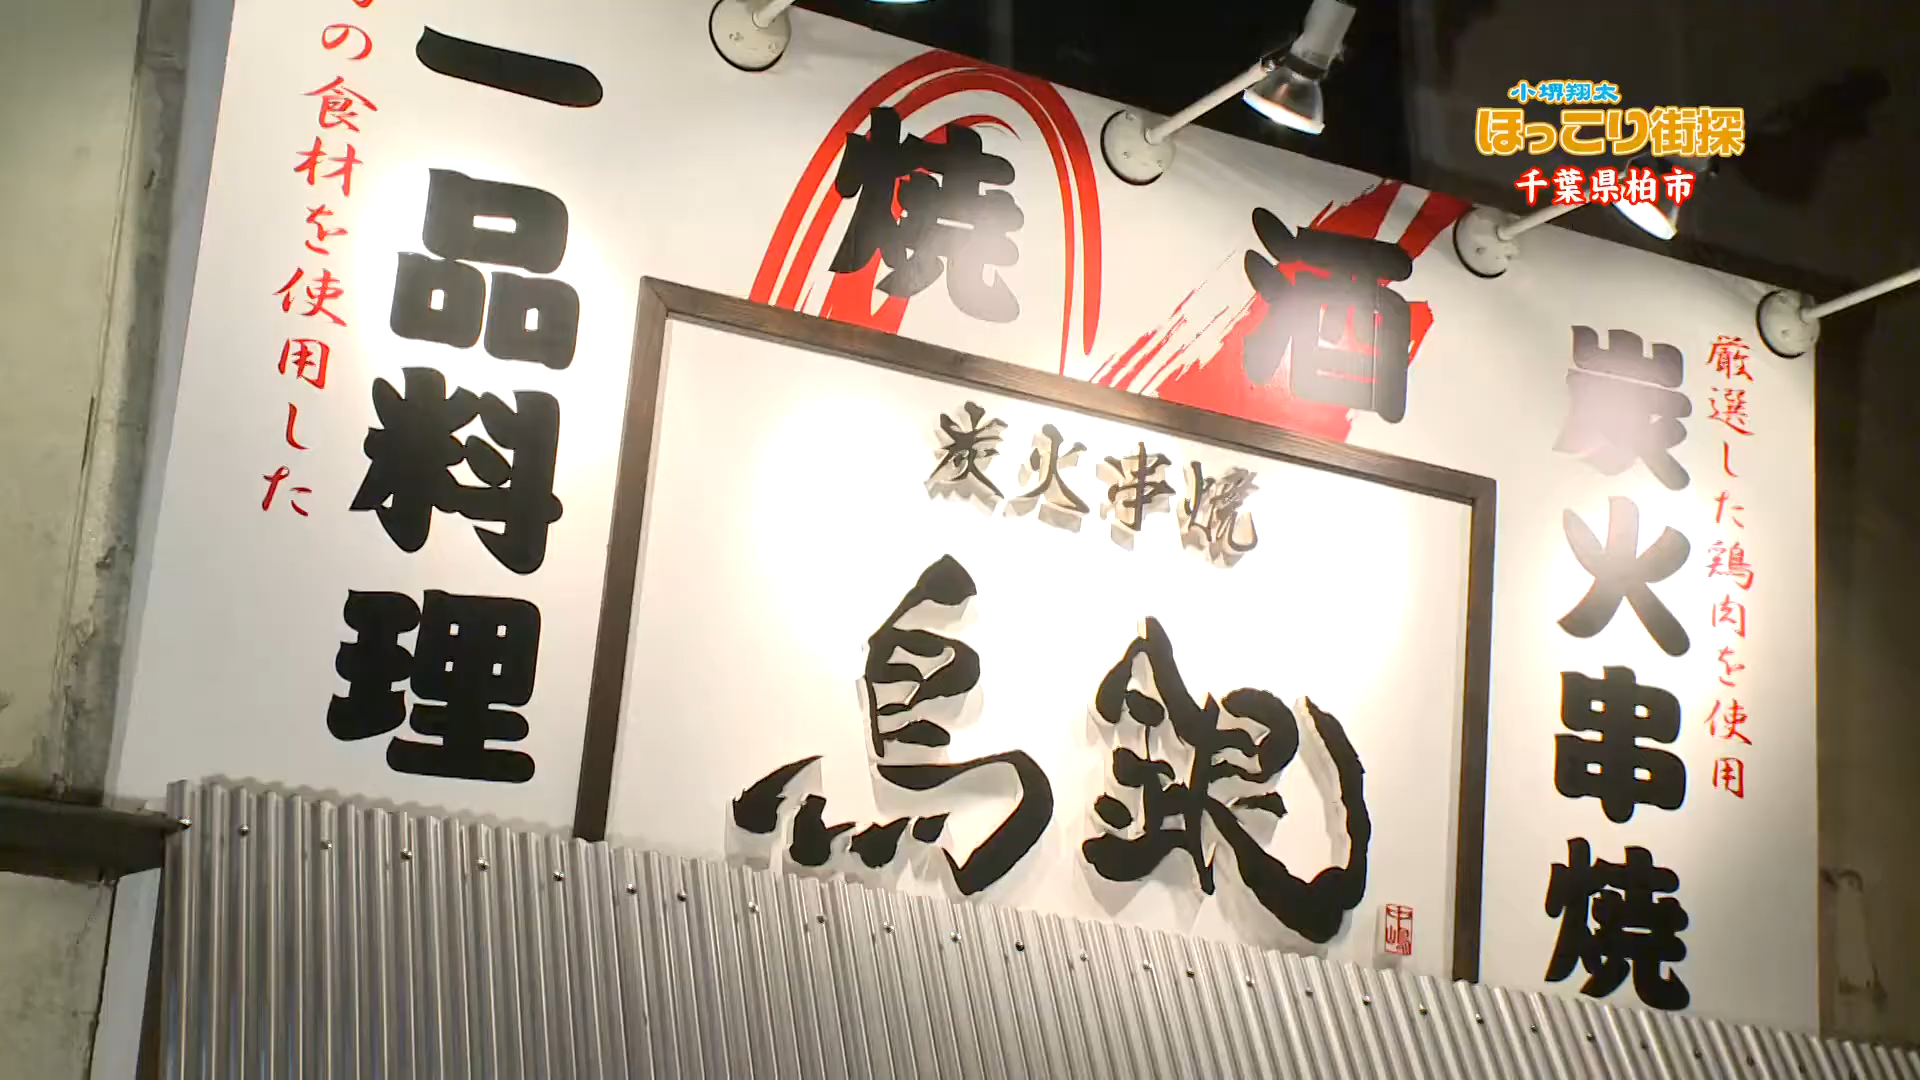 小堺翔太
ほっこり街探
千葉県柏市
厳選した鶏肉を使用
炭火串焼
焼酒
炭火串焼
鳥銀
中嶋
一品料理
の食材を使用した